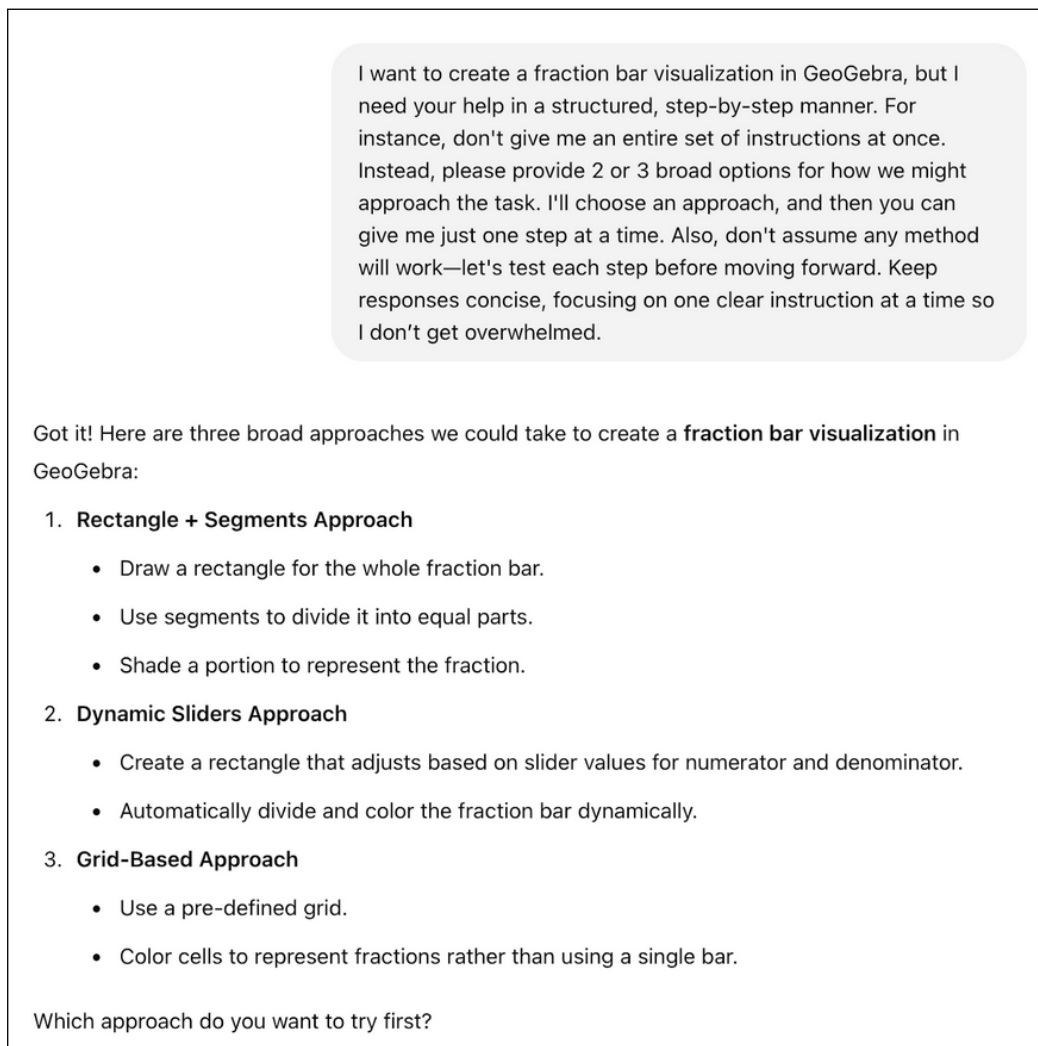 I want to create a fraction bar visualization in GeoGebra, but I
need your help in a structured, step-by-step manner. For
instance, don't give me an entire set of instructions at once.
Instead, please provide 2 or 3 broad options for how we might
approach the task. I'll choose an approach, and then you can
give me just one step at a time. Also, don't assume any method
will work—let's test each step before moving forward. Keep
responses concise, focusing on one clear instruction at a time so
I don’t get overwhelmed.
Got it! Here are three broad approaches we could take to create a fraction bar visualization in
GeoGebra:
1. Rectangle + Segments Approach
• Draw a rectangle for the whole fraction bar.
• Use segments to divide it into equal parts.
• Shade a portion to represent the fraction.
2. Dynamic Sliders Approach
• Create a rectangle that adjusts based on slider values for numerator and denominator.
• Automatically divide and color the fraction bar dynamically.
3. Grid-Based Approach
• Use a pre-defined grid.
• Color cells to represent fractions rather than using a single bar.
Which approach do you want to try first?